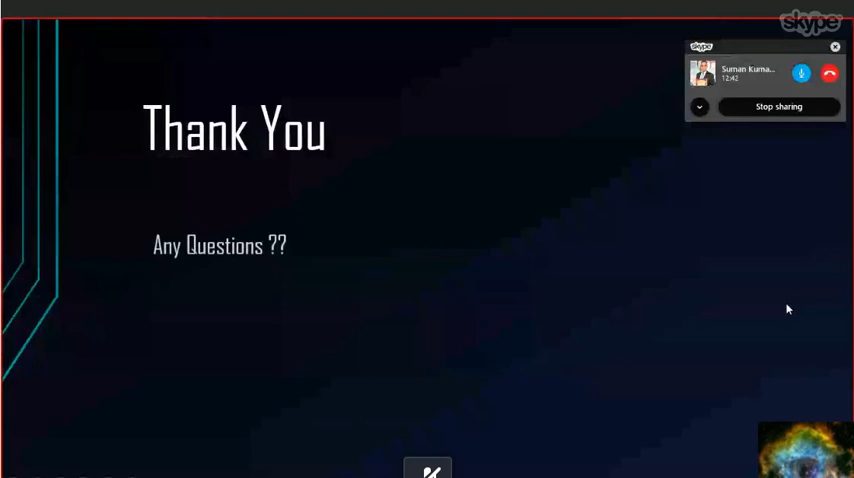 skype
skype
Suman Kuma...
12:42
Stop sharing
Thank You
Any Questions ??